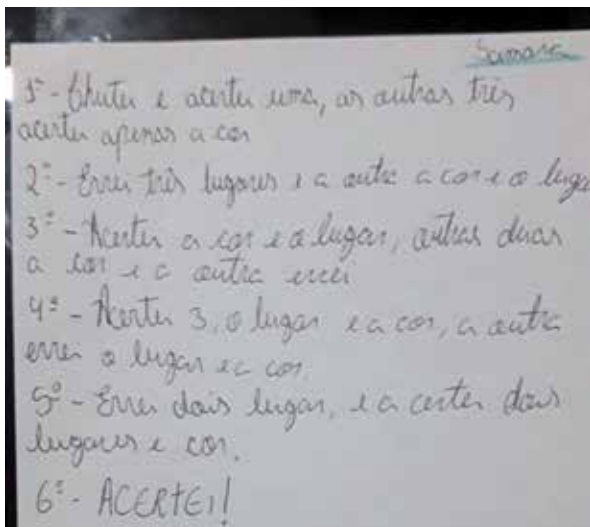 Samara
1º - Chutei e acertei uma, as outras três
acertei apenas a cor
2º - Errei três lugares e a outra a cor e o lugar
3º - Acertei a cor e o lugar, outras duas
a cor e a outra errei
4º - Acertei 3, o lugar e a cor, a outra
errei o lugar e a cor.
5º - Errei dois lugar, e a certei dois
lugares e cor.
6º - ACERTEI!